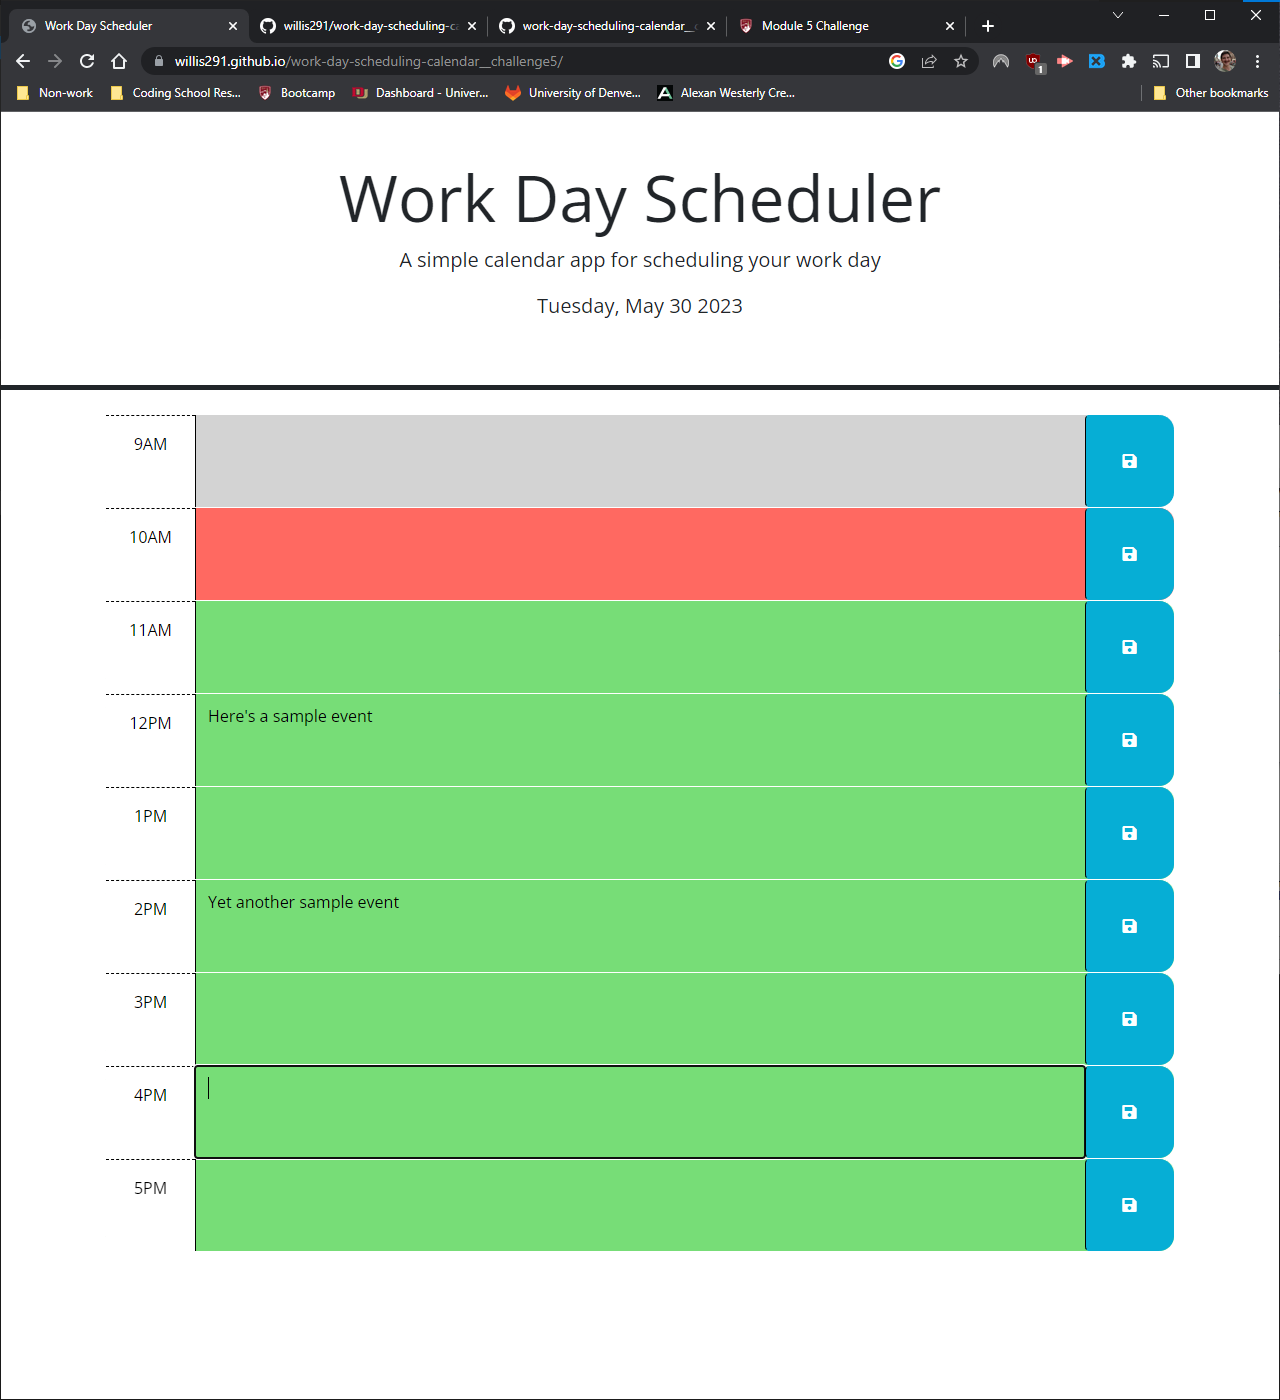 Work Day Scheduler
willis291/work-day-scheduling-ca
work-day-scheduling-calendar__c
Module 5 Challenge
willis291.github.io/work-day-scheduling-calendar__challenge5/
1
Non-work
Coding School Res...
Bootcamp
Dashboard - Univer...
University of Denve...
Alexan Westerly Cre...
Other bookmarks
Work Day Scheduler
A simple calendar app for scheduling your work day
Tuesday, May 30 2023
9AM
10AM
11AM
12PM
Here's a sample event
1PM
2PM
Yet another sample event
3PM
4PM
5PM